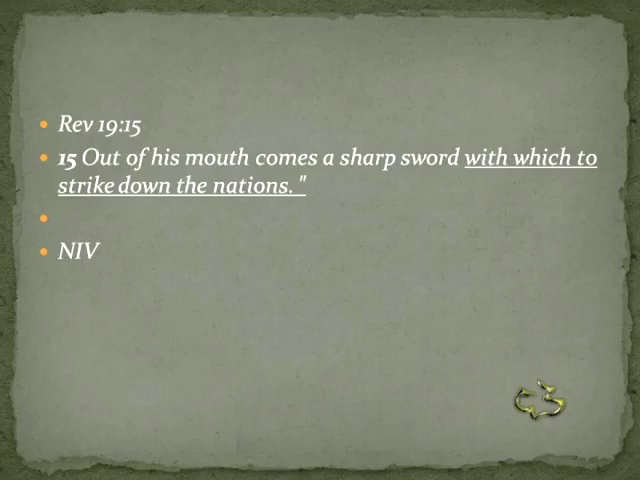 Rev 19:15
15 Out of his mouth comes a sharp sword with which to
strike down the nations. "
NIV